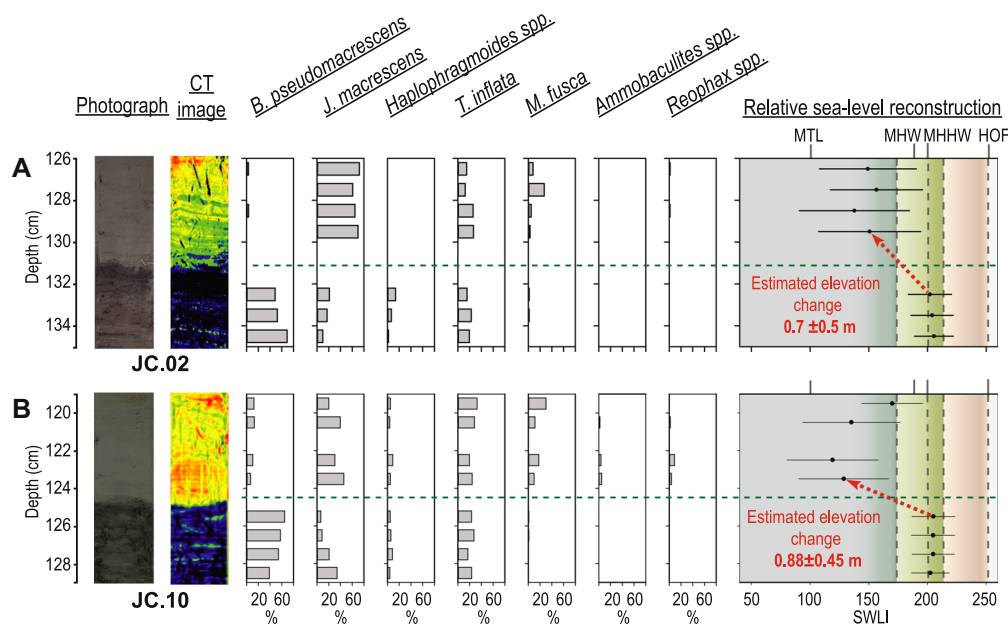 Photograph
CT
image
B. pseudomacrescens
J. macrescens
Haplophragmoides spp.
T. inflata
M. fusca
Ammobaculites spp.
Reophax spp.
Relative sea-level reconstruction
MTL MHW MHHW HOF
A
Depth (cm)
126
128
130
132
134
Estimated elevation
change
0.7 ±0.5 m
JC.02
B
Depth (cm)
120
122
124
126
128
Estimated elevation
change
0.88±0.45 m
JC.10
20 60 20 60 20 60 20 60 20 60 20 60 20 60 50 100 150 200 250
% % % % % % % SWLI